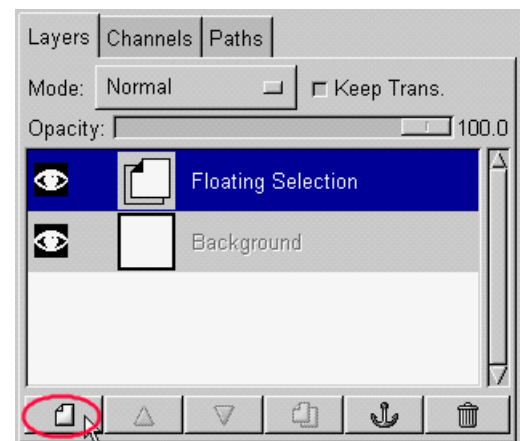 Layers Channels Paths
Mode: Normal Keep Trans.
Opacity: 100.0
Floating Selection
Background